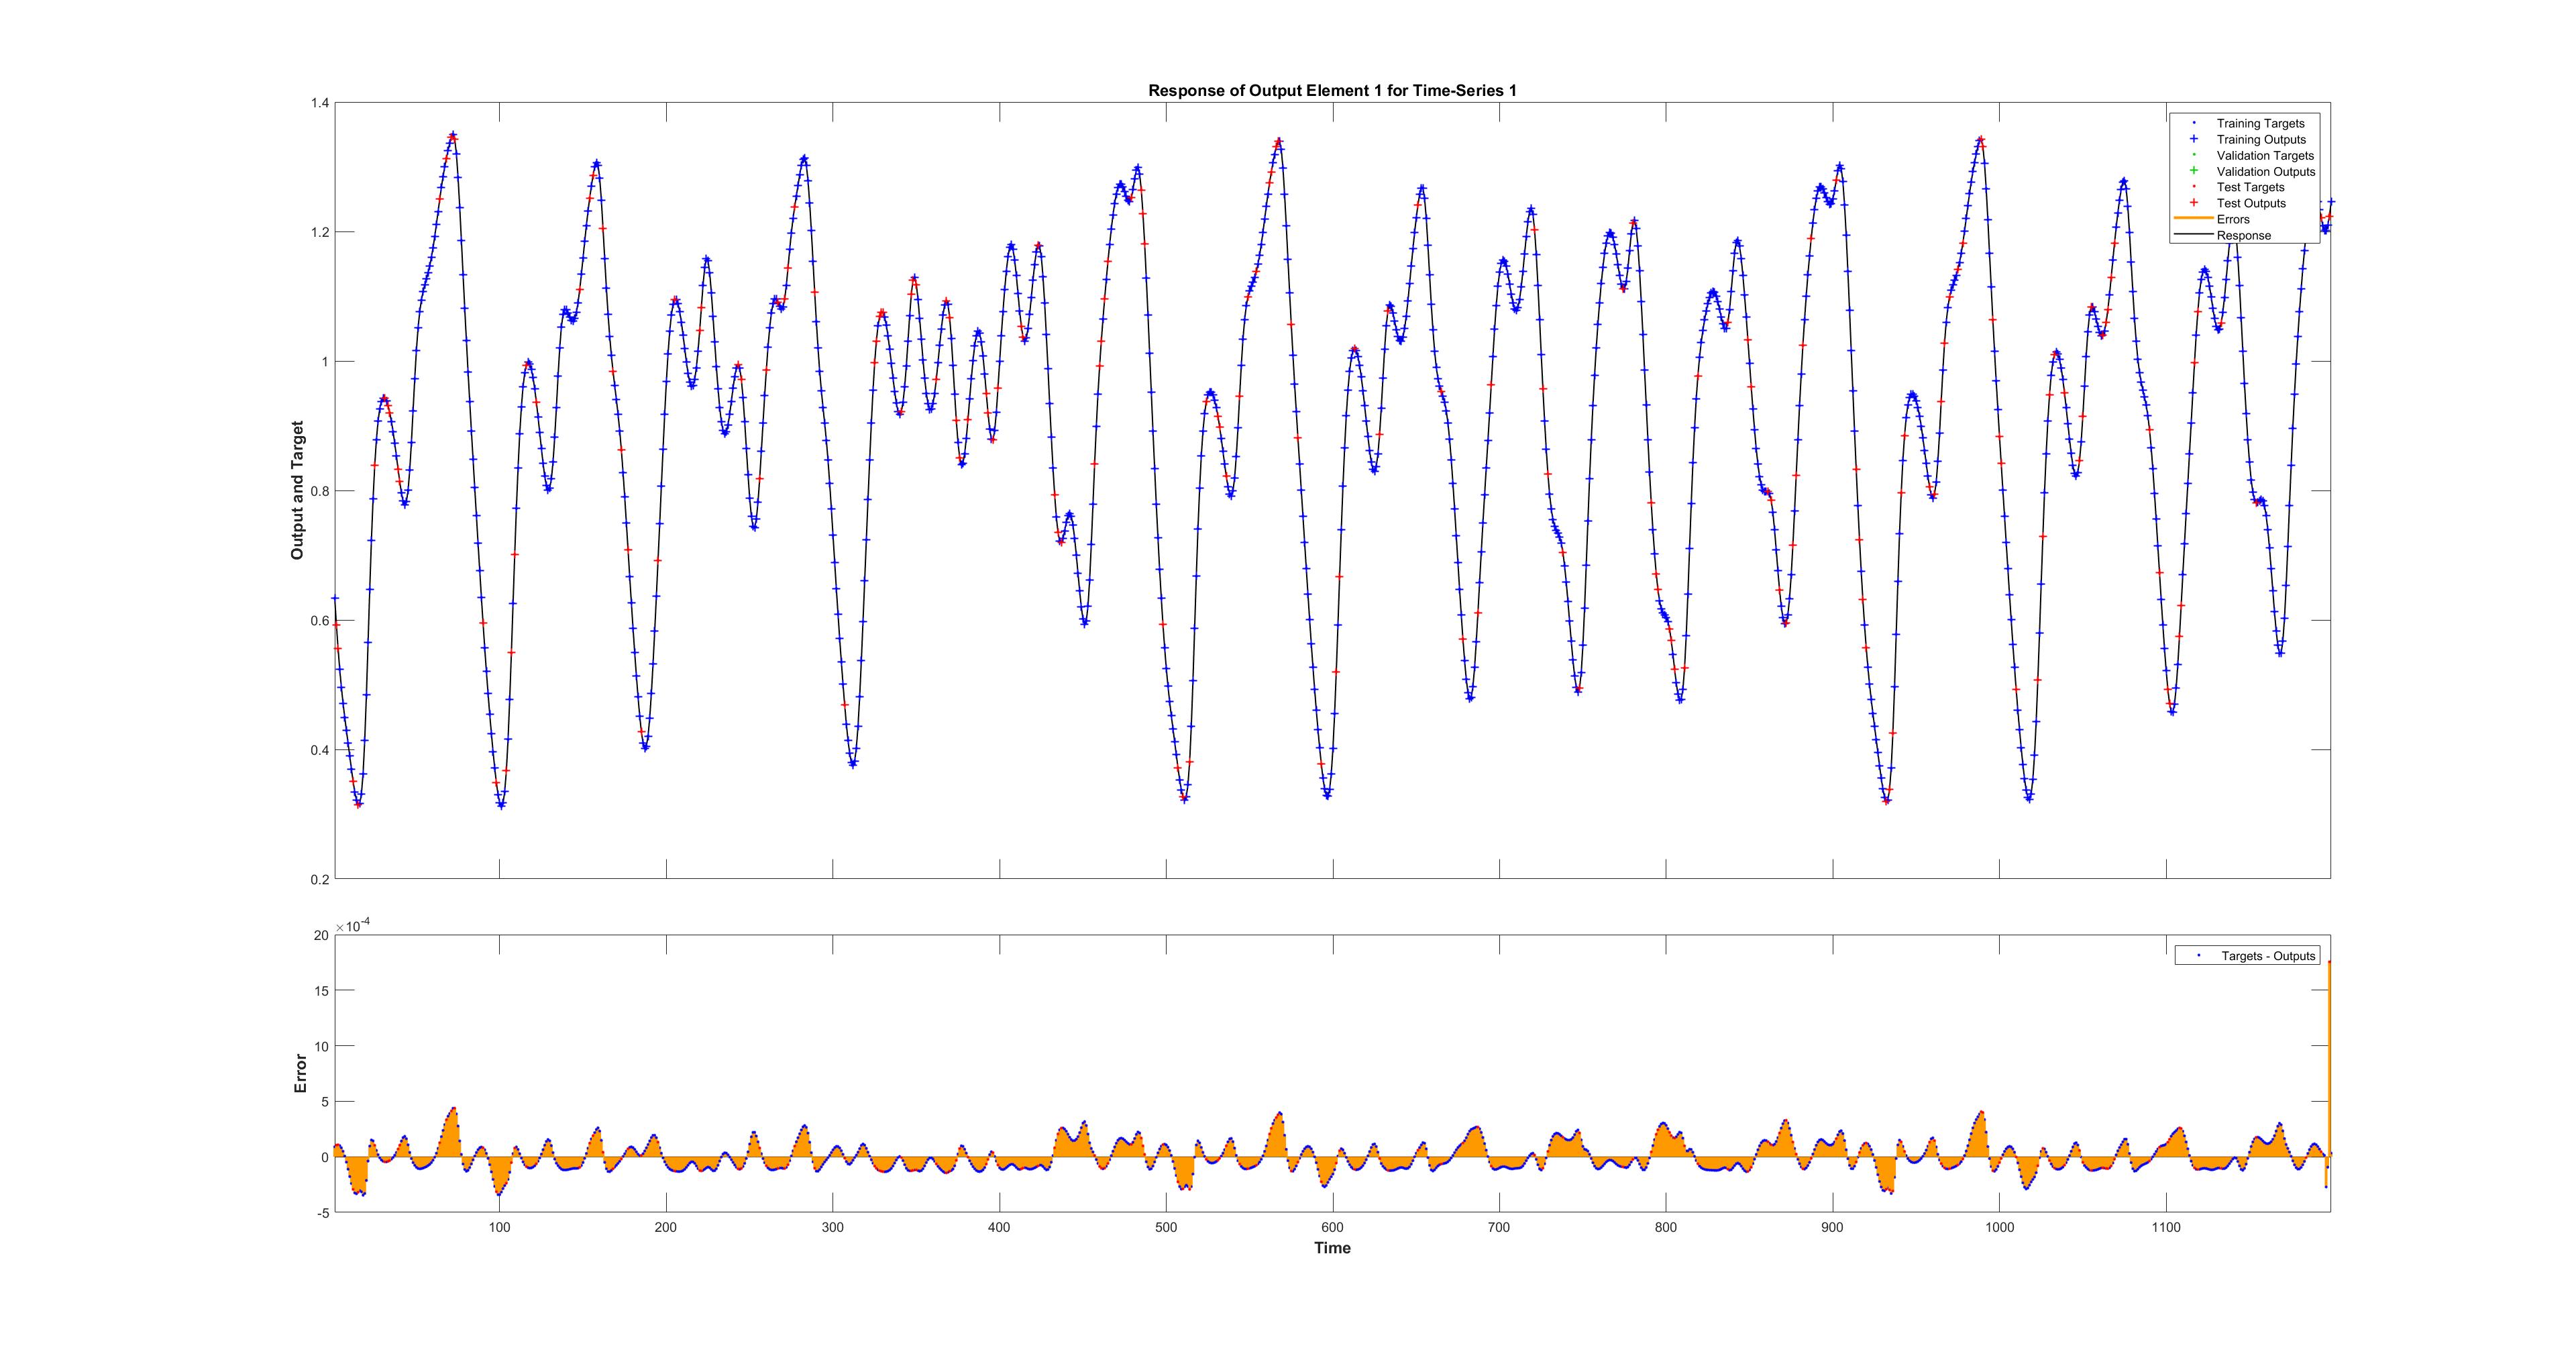 Response of Output Element 1 for Time-Series 1
1.4
1.2
1
0.8
0.6
0.4
0.2
Output and Target
Training Targets
Training Outputs
Validation Targets
Validation Outputs
Test Targets
Test Outputs
Errors
Response
×10-4
20
15
10
5
0
-5
Error
Targets - Outputs
100 200 300 400 500 600 700 800 900 1000 1100
Time